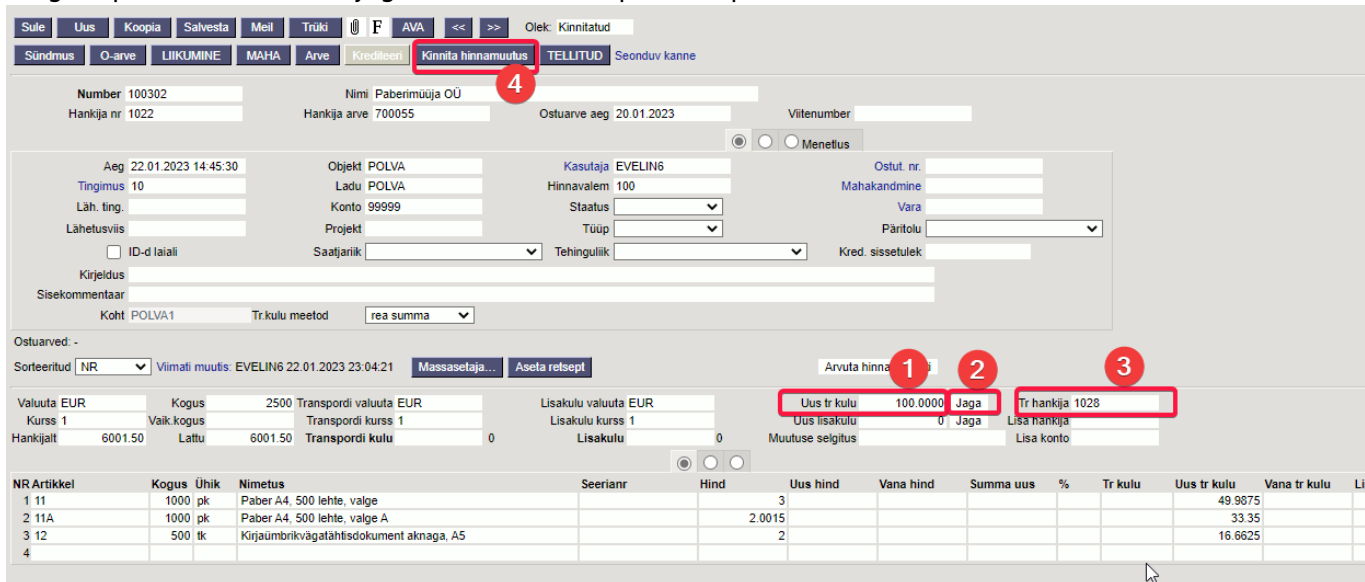 Sule Uus Koopia Salvesta Meil Trüki F AVA << >> Olek: Kinnitatud
Sündmus O-arve LIIKUMINE MAHA Arve Krediteeri Kinnita hinnamuutus TELLITUD Seonduv kanne
4
Number 100302 Nimi Paberimüüja OÜ
Hankija nr 1022 Hankija arve 700055 Ostuarve aeg 20.01.2023 Viitenumber
Menetlus
Aeg 22.01.2023 14:45:30 Objekt POLVA Kasutaja EVELIN6 Ostut. nr.
Tingimus 10 Ladu POLVA Hinnavalem 100 Mahakandmine
Läh. ting. Konto 99999 Staatus Vara
Lähetusviis Projekt Tüüp Päritolu
ID-d laiali Saatjariik Tehinguliik Kred. sissetulek
Kirjeldus
Sisekommentaar
Koht POLVA1 Tr.kulu meetod rea summa
Ostuarved: -
Sorteeritud NR Viimati muutis: EVELIN6 22.01.2023 23:04:21 Massasetaja... Aseta retsept Arvuta
1 2 3
Valuuta EUR Kogus 2500 Transpordi valuuta EUR Lisakulu valuuta EUR Uus tr kulu 100.0000 Jaga Tr hankija 1028
Kurss 1 Vaik.kogus Transpordi kurss 1 Lisakulu kurss 1 Uus lisakulu 0 Jaga Lisa hankija
Hankijalt 6001.50 Lattu 6001.50 Transpordi kulu 0 Lisakulu 0 Muutuse selgitus Lisa konto
NR Artikkel Kogus Ühik Nimetus Seerianr Hind Uus hind Vana hind Summa uus % Tr kulu Uus tr kulu Vana tr kulu
1 11 1000 pk Paber A4, 500 lehte, valge 3 49.9875
2 11A 1000 pk Paber A4, 500 lehte, valge A 2.0015 33.35
3 12 500 tk Kirjaümbrikvägatähtisdokument aknaga, A5 2 16.6625
4